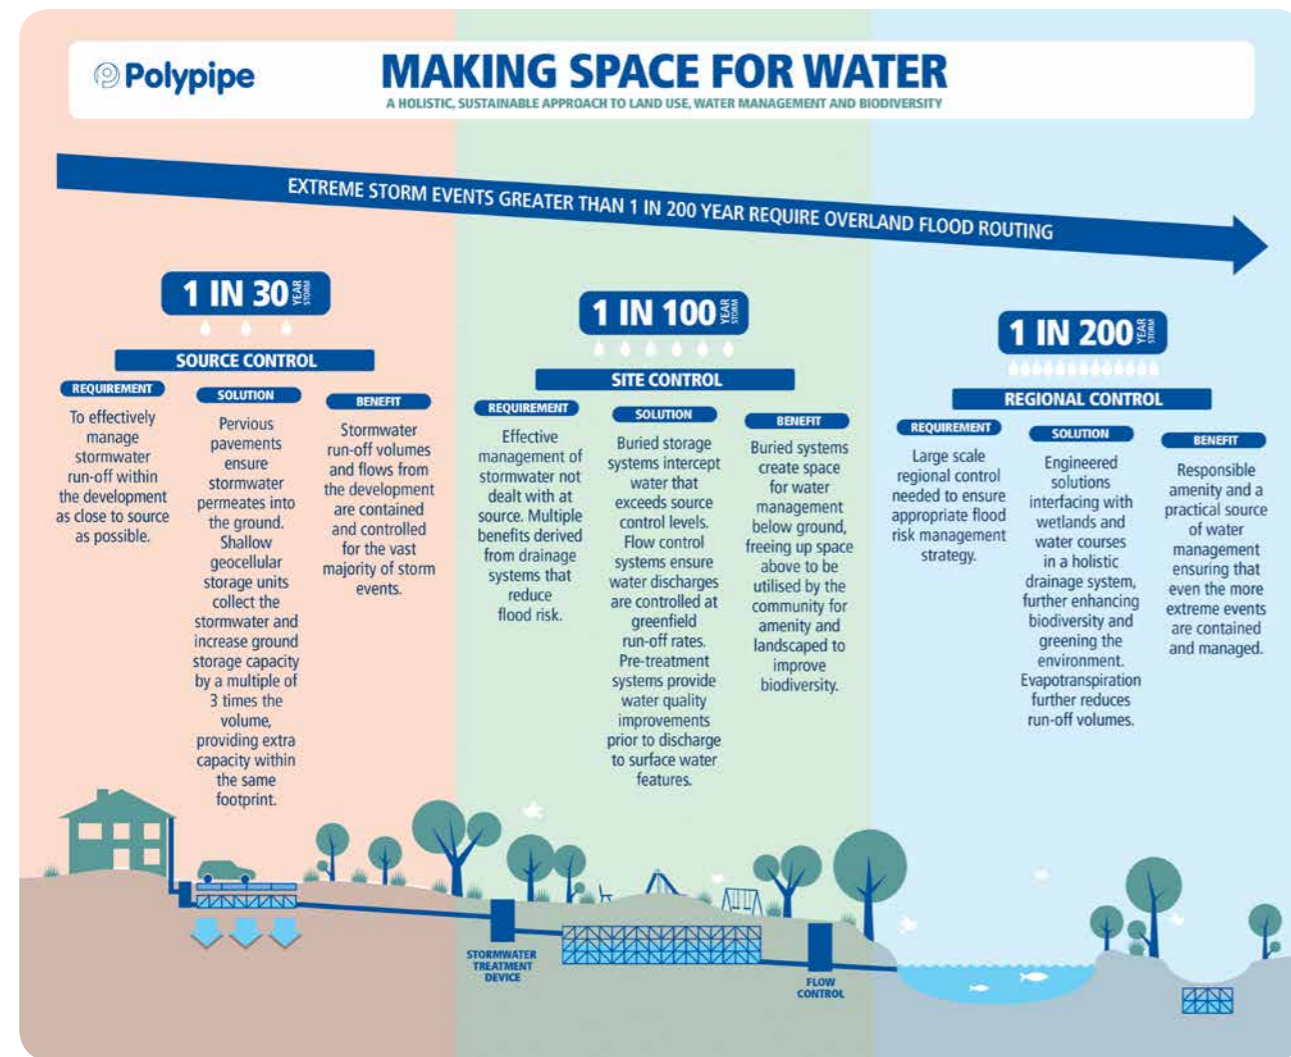 Polypipe
MAKING SPACE FOR WATER
A HOLISTIC, SUSTAINABLE APPROACH TO LAND USE, WATER MANAGEMENT AND BIODIVERSITY
EXTREME STORM EVENTS GREATER THAN 1 IN 200 YEAR REQUIRE OVERLAND FLOOD ROUTING
1 IN 30 YEAR STORM
SOURCE CONTROL
REQUIREMENT
To effectively
manage
stormwater
run-off within
the development
as close to source
as possible.
SOLUTION
Pervious
pavements
ensure
stormwater
permeates into
the ground.
Shallow
geocellular
storage units
collect the
stormwater and
increase ground
storage capacity
by a multiple of
3 times the
volume,
providing extra
capacity within
the same
footprint.
BENEFIT
Stormwater
run-off volumes
and flows from
the development
are contained
and controlled
for the vast
majority of storm
events.
1 IN 100 YEAR STORM
SITE CONTROL
REQUIREMENT
Effective
management of
stormwater not
dealt with at
source. Multiple
benefits derived
from drainage
systems that
reduce
flood risk.
SOLUTION
Buried storage
systems intercept
water that
exceeds source
control levels.
Flow control
systems ensure
water discharges
are controlled at
greenfield
run-off rates.
Pre-treatment
systems provide
water quality
improvements
prior to discharge
to surface water
features.
BENEFIT
Buried systems
create space
for water
management
below ground,
freeing up space
above to be
utilised by the
community for
amenity and
landscaped to
improve
biodiversity.
1 IN 200 YEAR STORM
REGIONAL CONTROL
REQUIREMENT
Large scale
regional control
needed to ensure
appropriate flood
risk management
strategy.
SOLUTION
Engineered
solutions
interfacing with
wetlands and
water courses
in a holistic
drainage system,
further enhancing
biodiversity and
greening the
environment.
Evapotranspiration
further reduces
run-off volumes.
BENEFIT
Responsible
amenity and a
practical source
of water
management
ensuring that
even the more
extreme events
are contained
and managed.
STORMWATER
TREATMENT
DEVICE
FLOW
CONTROL